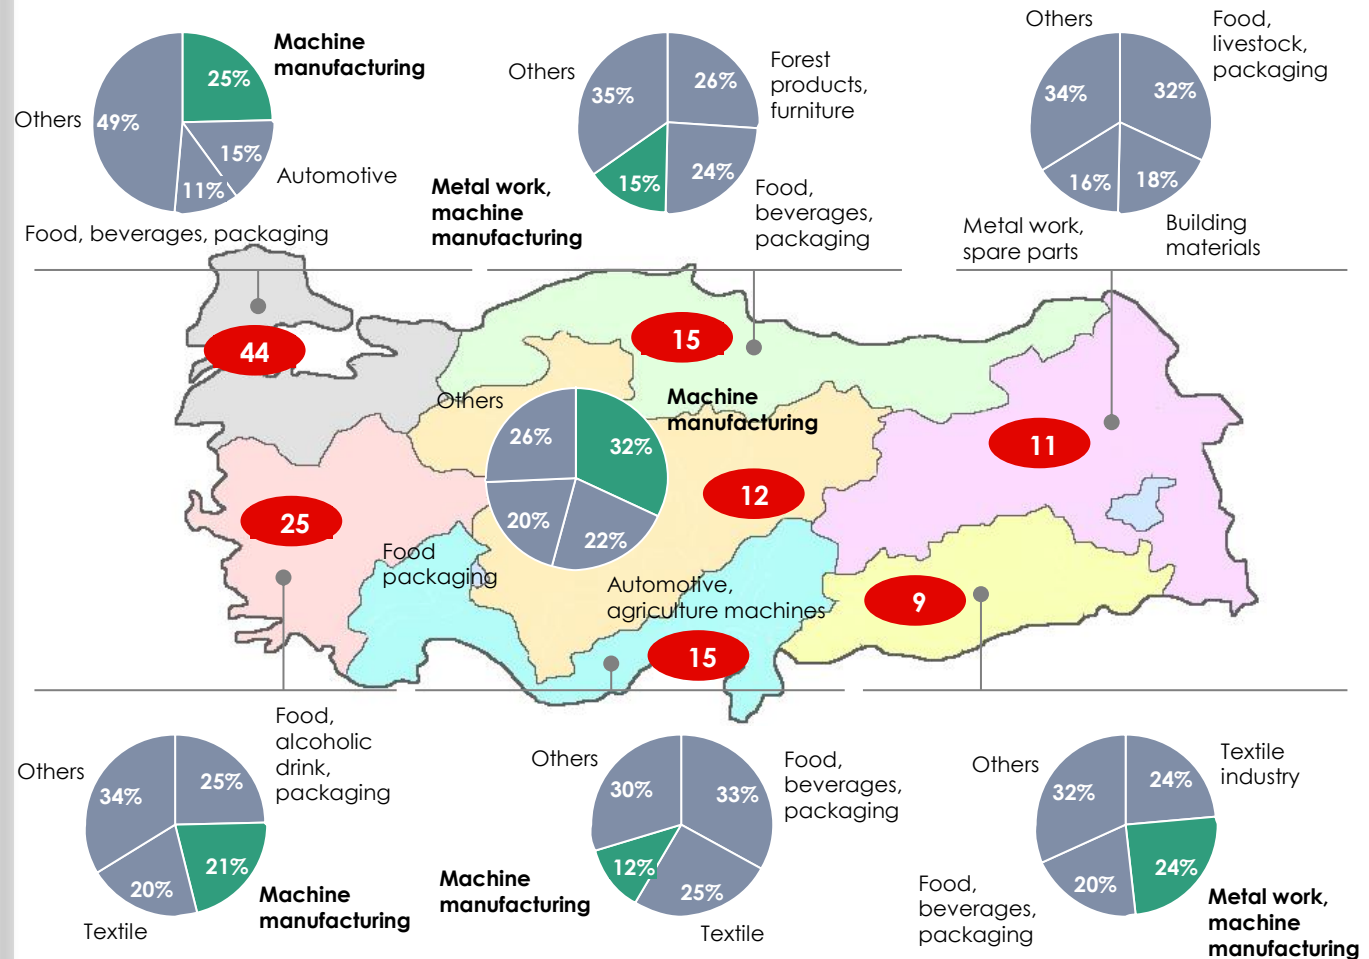 Machine
manufacturing
25%
Others
49%
15%
Automotive
11%
Food, beverages, packaging
Others
35%
26%
Forest
products,
furniture
15%
24%
Metal work,
machine
manufacturing
Food,
beverages,
packaging
Others
Food,
livestock,
packaging
34%
32%
16%
18%
Metal work,
spare parts
Building
materials
44
15
Others
Machine
manufacturing
26%
32%
20%
22%
Food
packaging
Automotive,
agriculture machines
12
11
25
9
15
Others
Food,
alcoholic
drink,
packaging
34%
25%
21%
20%
Machine
manufacturing
Textile
Others
Food,
beverages,
packaging
30%
33%
12%
25%
Machine
manufacturing
Textile
Others
Textile
industry
32%
24%
24%
20%
Food,
beverages,
packaging
Metal work,
machine
manufacturing